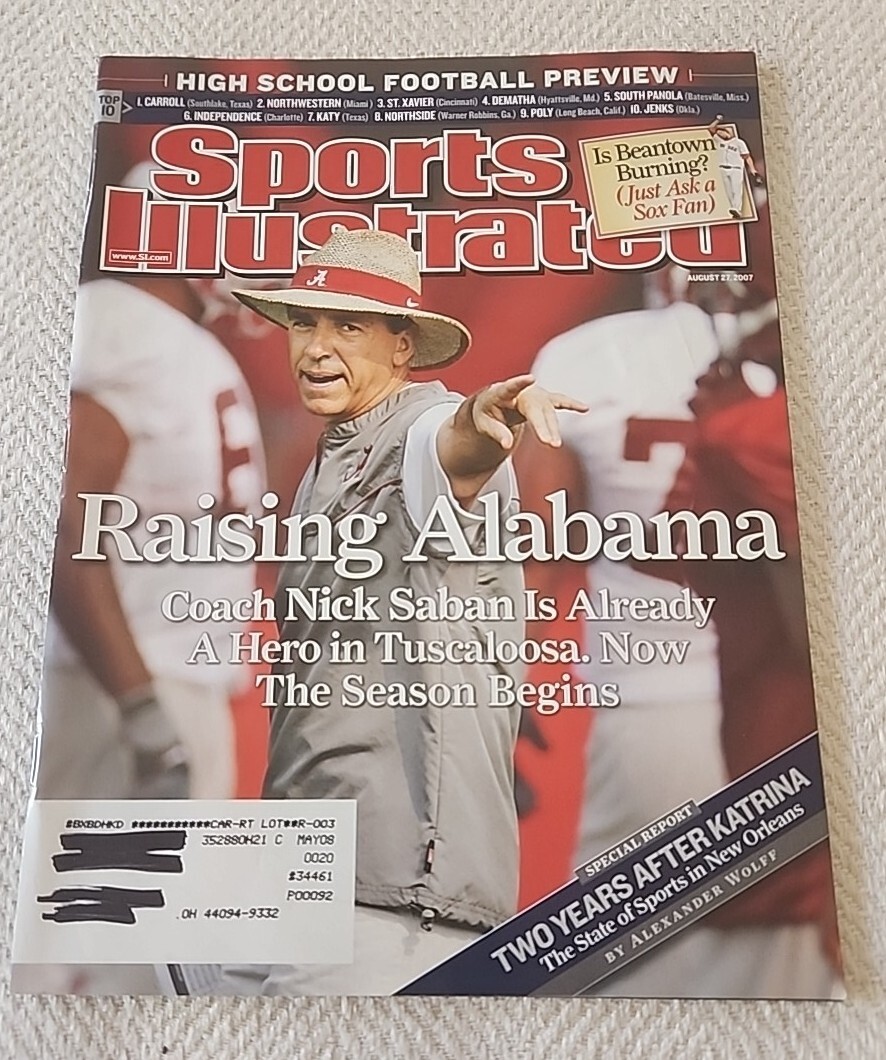 HIGH SCHOOL FOOTBALL PREVIEW
TOP 10
1. CARROLL (Southlake, Texas) 2. NORTHWESTERN (Miami) 3. ST. XAVIER (Cincinnati) 4. DEMATHA (Hyattsville, Md.) 5. SOUTH PANOLA (Batesville, Miss.)
6. INDEPENDENCE (Charlotte) 7. KATY (Texas) 8. NORTHSIDE (Warner Robbins, Ga.) 9. POLY (Long Beach, Calif.) 10. JENKS (Okla.)
Sports
Illustrated
www.SI.com
Is Beantown
Burning?
(Just Ask a
Sox Fan)
AUGUST 27, 2007
A
Raising Alabama
Coach Nick Saban Is Already
A Hero in Tuscaloosa. Now
The Season Begins
#BXBDHKD ***********CAR-RT LOT**R-003
352880H21 C MAY08
0020
#34461
P00092
OH 44094-9332
SPECIAL REPORT
TWO YEARS AFTER KATRINA
The State of Sports in New Orleans
BY ALEXANDER WOLFF